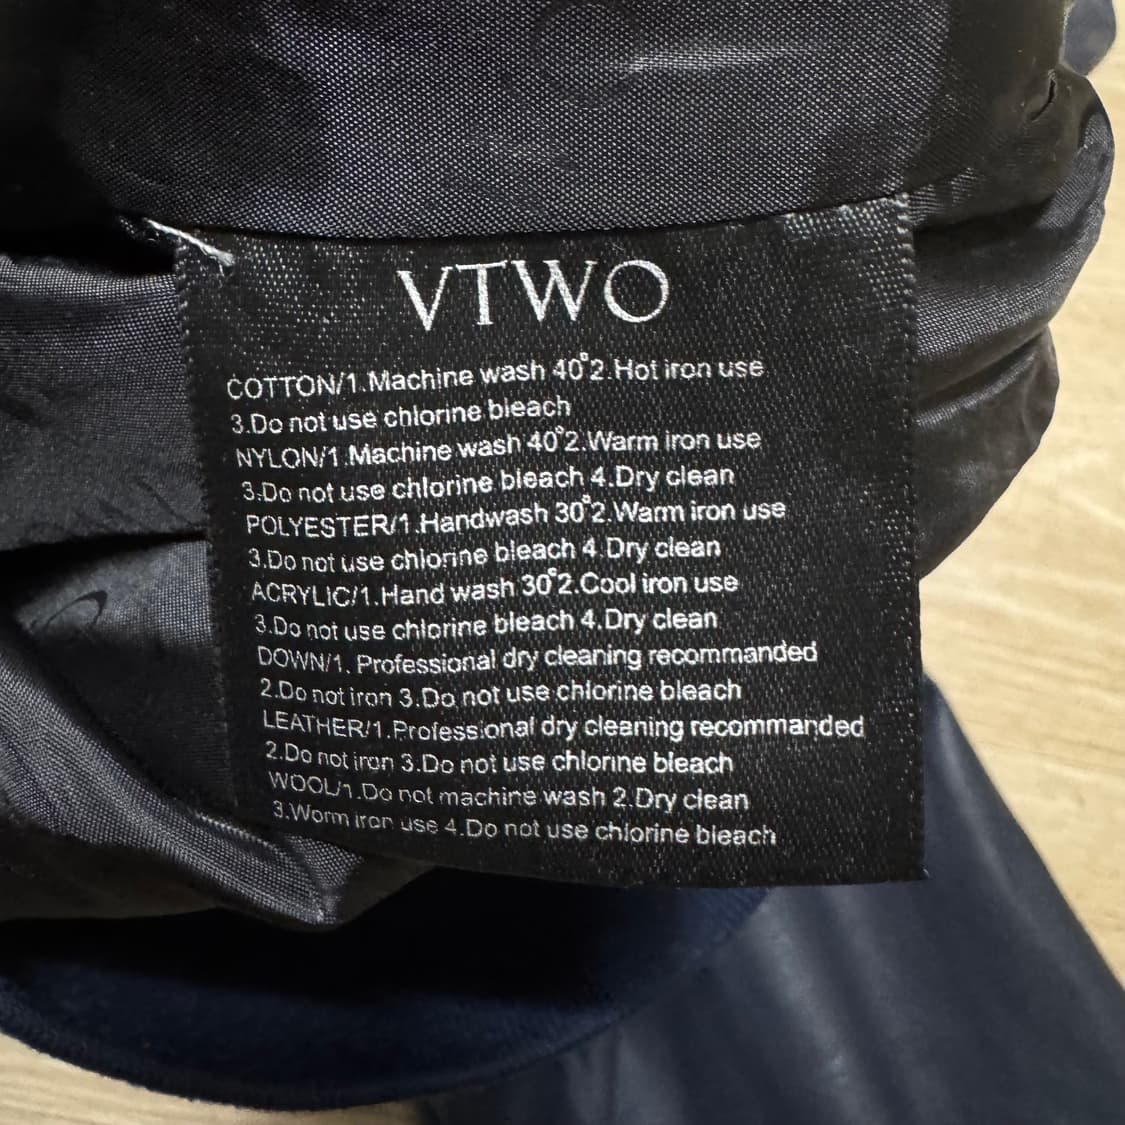 VTWO
COTTON/1.Machine wash 40°2.Hot iron use
3.Do not use chlorine bleach
NYLON/1.Machine wash 40°2.Warm iron use
3.Do not use chlorine bleach 4.Dry clean
POLYESTER/1.Handwash 30°2.Warm iron use
3.Do not use chlorine bleach 4.Dry clean
ACRYLIC/1.Hand wash 30°2.Cool iron use
3.Do not use chlorine bleach 4.Dry clean
DOWN/1. Professional dry cleaning recommanded
2.Do not iron 3.Do not use chlorine bleach
LEATHER/1.Professional dry cleaning recommanded
2.Do not iron 3.Do not use chlorine bleach
WOOL/1.Do not machine wash 2.Dry clean
3.Worm iron use 4.Do not use chlorine bleach